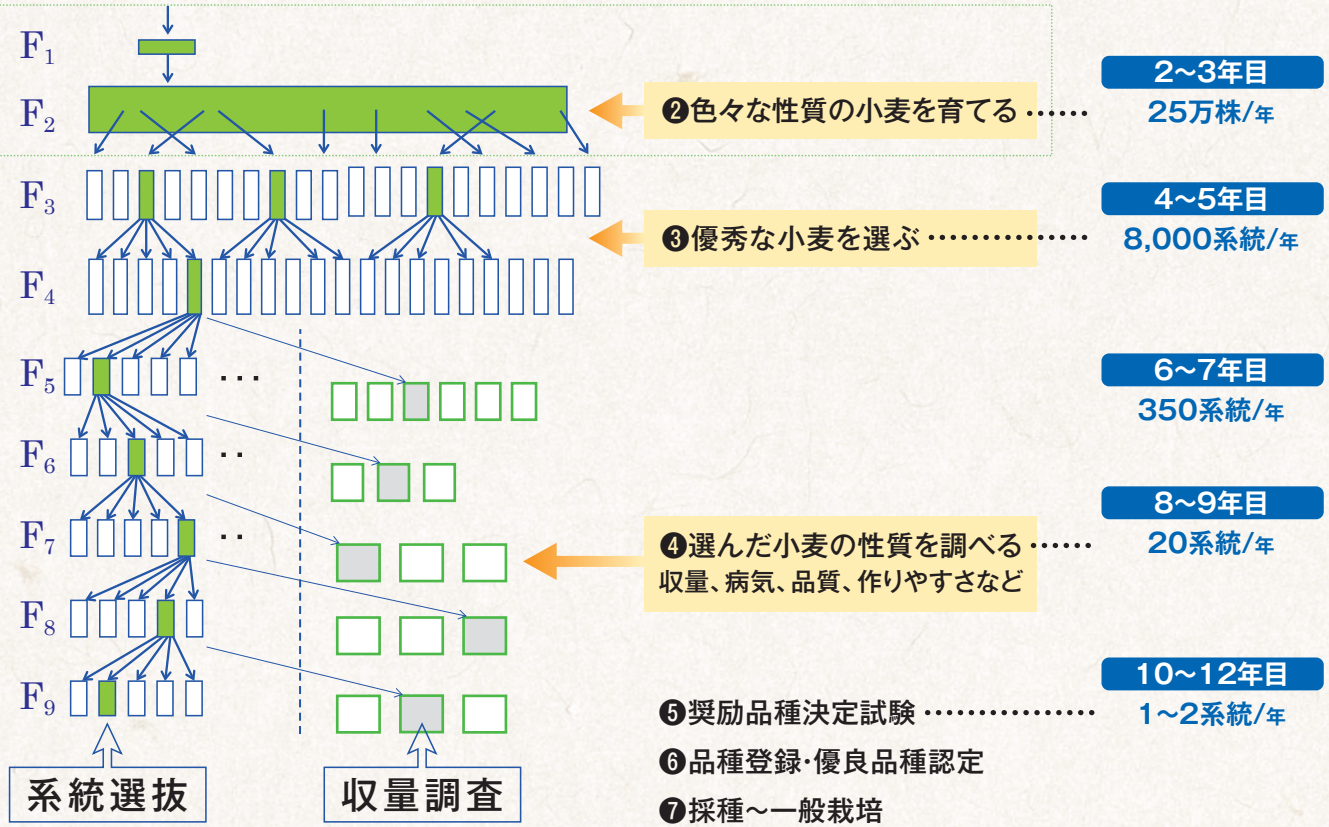 F₁
F₂
F₃
F₄
F₅ ･･･
F₆ ･･
F₇ ･･
F₈
F₉
系統選抜
収量調査
❷色々な性質の小麦を育てる ‥‥‥
❸優秀な小麦を選ぶ ‥‥‥‥‥‥‥‥
❹選んだ小麦の性質を調べる ‥‥‥
収量、病気、品質、作りやすさなど
❺奨励品種決定試験 ‥‥‥‥‥‥‥‥
❻品種登録･優良品種認定
❼採種～一般栽培
2～3年目
25万株/年
4～5年目
8,000系統/年
6～7年目
350系統/年
8～9年目
20系統/年
10～12年目
1～2系統/年